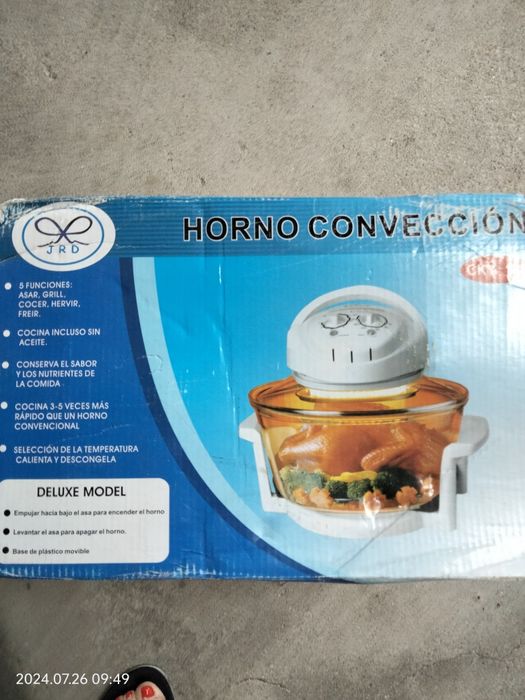 JRD
HORNO CONVECCIÓN
5 FUNCIONES:
ASAR, GRILL,
COCER, HERVIR,
FREIR.
COCINA INCLUSO SIN
ACEITE.
CONSERVA EL SABOR
Y LOS NUTRIENTES DE
LA COMIDA
COCINA 3-5 VECES MÁS
RÁPIDO QUE UN HORNO
CONVENCIONAL
SELECCIÓN DE LA TEMPERATURA
CALIENTA Y DESCONGELA
DELUXE MODEL
Empujar hacia bajo el asa para encender el horno
Levantar el asa para apagar el horno.
Base de plástico movible
2024.07.26 09:49